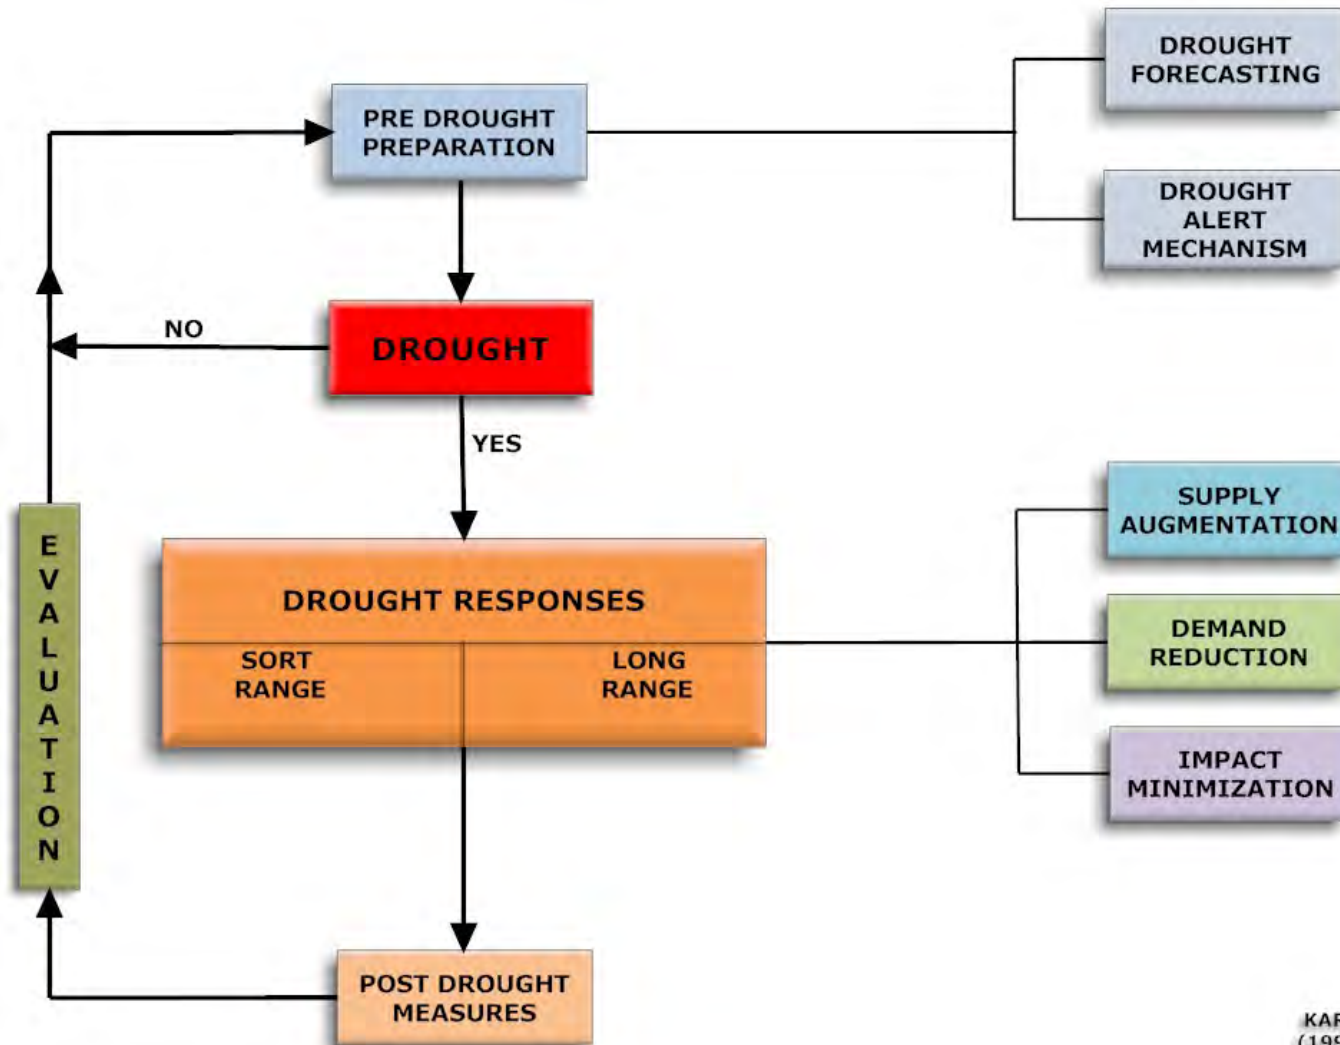 DROUGHT
FORECASTING
PRE DROUGHT
PREPARATION
DROUGHT
ALERT
MECHANISM
NO
DROUGHT
YES
SUPPLY
AUGMENTATION
EVALUATION
DROUGHT RESPONSES
SORT
RANGE
LONG
RANGE
DEMAND
REDUCTION
IMPACT
MINIMIZATION
POST DROUGHT
MEASURES